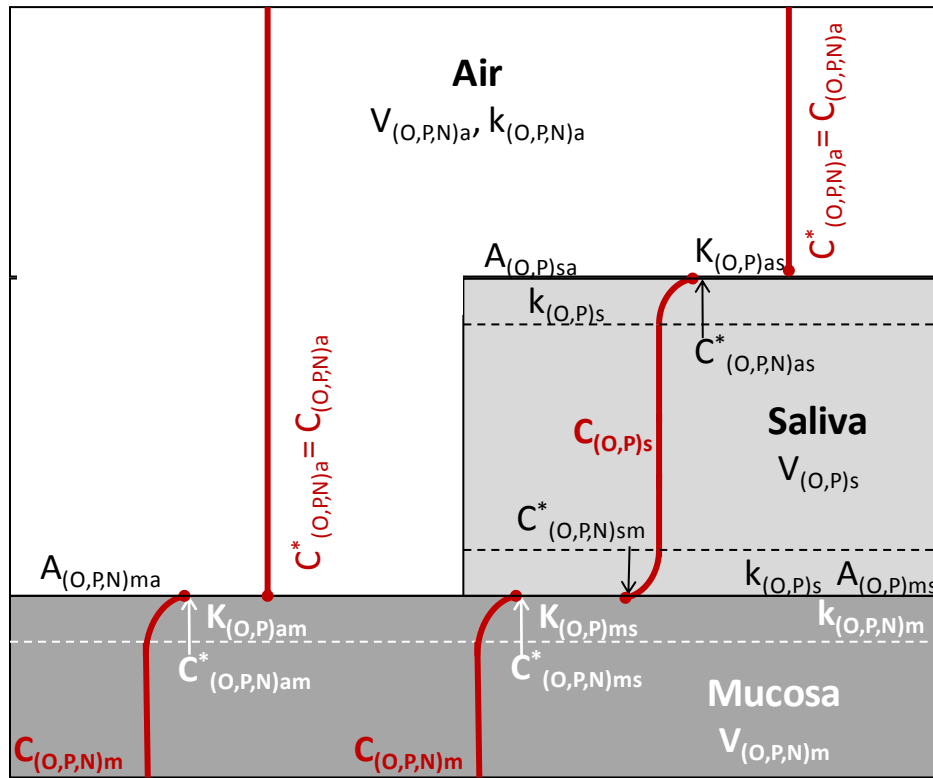 Air
V(O,P,N)a, k(O,P,N)a
C*(O,P,N)a= C(O,P,N)a
A(O,P)sa
K(O,P)as
k(O,P)s
C*(O,P,N)as
Saliva
V(O,P)s
C(O,P)s
C*(O,P,N)a= C(O,P,N)a
C*(O,P,N)sm
A(O,P,N)ma
k(O,P)s
A(O,P)ms
K(O,P)am
K(O,P)ms
k(O,P,N)m
C*(O,P,N)am
C*(O,P,N)ms
Mucosa
V(O,P,N)m
C(O,P,N)m
C(O,P,N)m